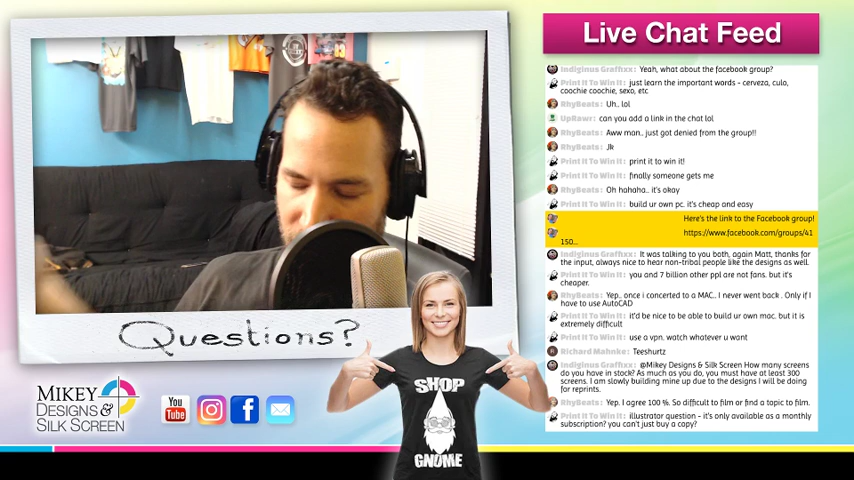 Live Chat Feed
Indiginus Graffixx: Yeah, what about the facebook group?
Print It To Win It: just learn the important words - cerveza, culo,
coochie coochie, sexo, etc
RhyBeats: Uh.. lol
UpRawr: can you add a link in the chat lol
RhyBeats: Aww man.. just got denied from the group!!
RhyBeats: Jk
Print It To Win It: print it to win it!
Print It To Win It: finally someone gets me
RhyBeats: Oh hahaha.. it's okay
Print It To Win It: build ur own pc. it's cheap and easy
Here's the link to the Facebook group!
https://www.facebook.com/groups/41
150...
Indiginus Graffixx: It was talking to you both, again Matt, thanks for
the input, always nice to hear non-tribal people like the designs as well.
Print It To Win It: you and 7 billion other ppl are not fans. but it's
cheaper.
RhyBeats: Yep.. once i concerted to a MAC.. I never went back . Only if I
have to use AutoCAD
Print It To Win It: it'd be nice to be able to build ur own mac. but it is
extremely difficult
Print It To Win It: use a vpn. watch whatever u want
Richard Mahnke: Teeshurtz
Indiginus Graffixx: @Mikey Designs & Silk Screen How many screens
do you have in stock? As much as you do, you must have at least 300
screens. I am slowly building mine up due to the designs I will be doing
for reprints.
RhyBeats: Yep. I agree 100 %. So difficult to film or find a topic to film.
Print It To Win It: illustrator question - it's only available as a monthly
subscription? you can't just buy a copy?
Questions?
MIKEY
DESIGNS &
SILK SCREEN
You
Tube
SHOP
GNOME